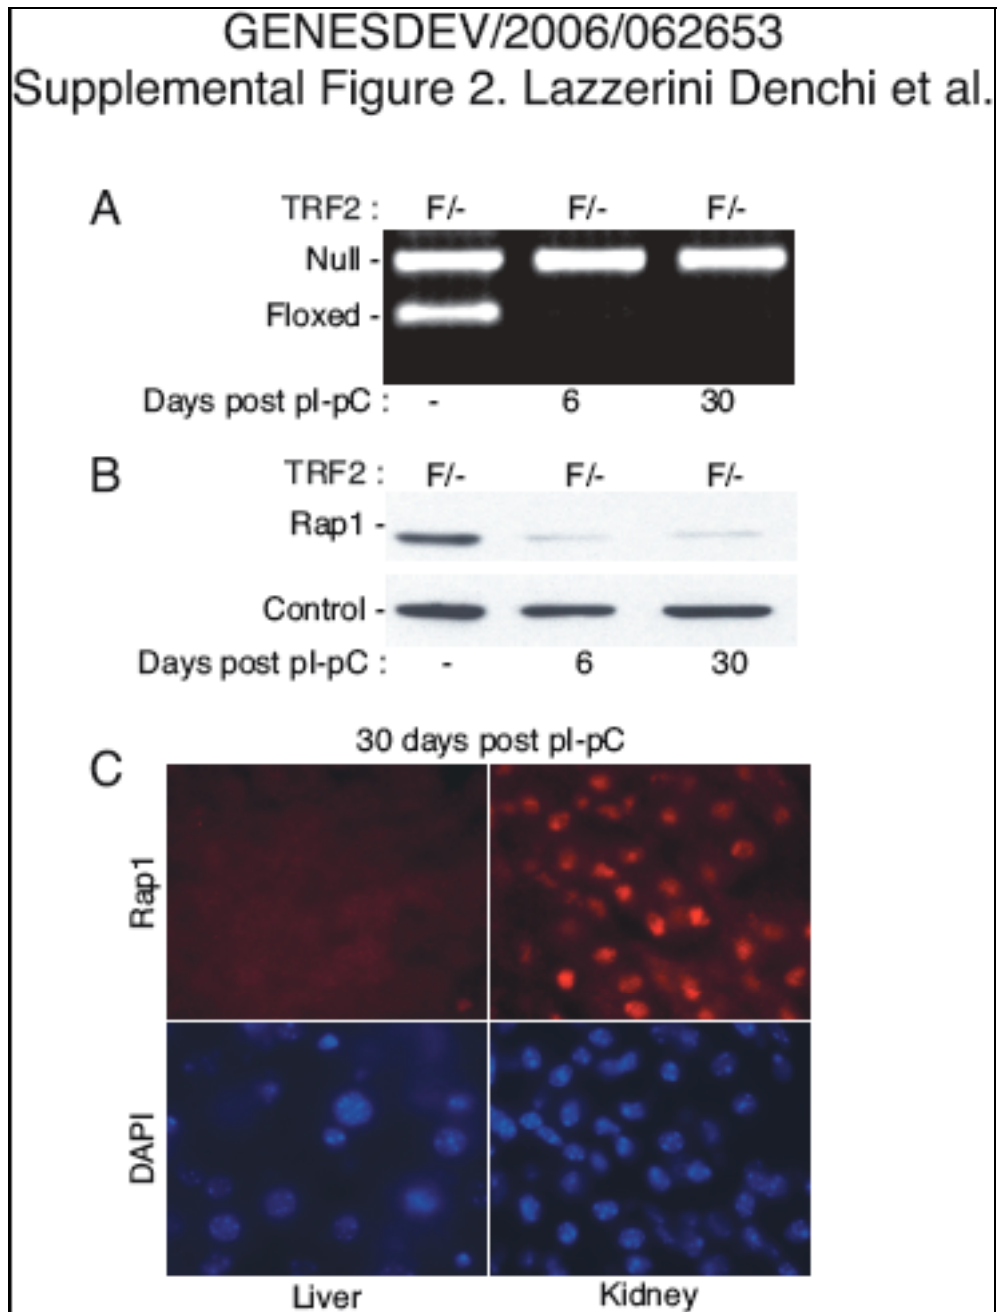 GENESDEV/2006/062653
Supplemental Figure 2. Lazzerini Denchi et al.
A
TRF2 : F/- F/- F/-
Null -
Floxed -
Days post pI-pC : - 6 30
B
TRF2 : F/- F/- F/-
Rap1 -
Control -
Days post pI-pC : - 6 30
30 days post pI-pC
C
Rap1
DAPI
Liver Kidney